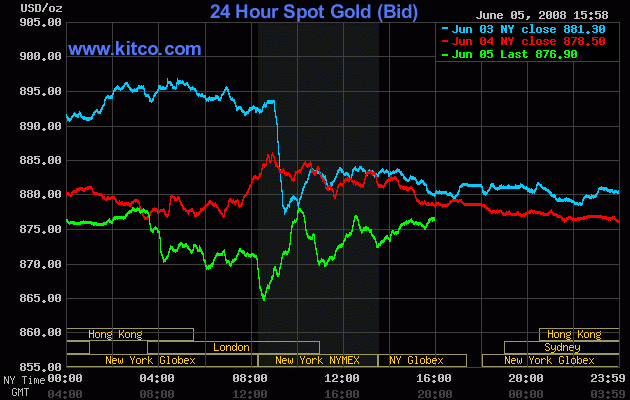 USD/oz 24 Hour Spot Gold (Bid) June 05, 2008 15:58
905.00
www.kitco.com
Jun 03 NY close 881.30
Jun 04 NY close 878.50
Jun 05 Last 876.90
900.00
895.00
890.00
885.00
880.00
875.00
870.00
865.00
860.00
855.00
Hong Kong Hong Kong
London Sydney
New York Globex New York NYMEX NY Globex New York Globex
NY Time 00:00 04:00 08:00 12:00 16:00 20:00 23:59
GMT 04:00 08:00 12:00 16:00 20:00 00:00 03:59